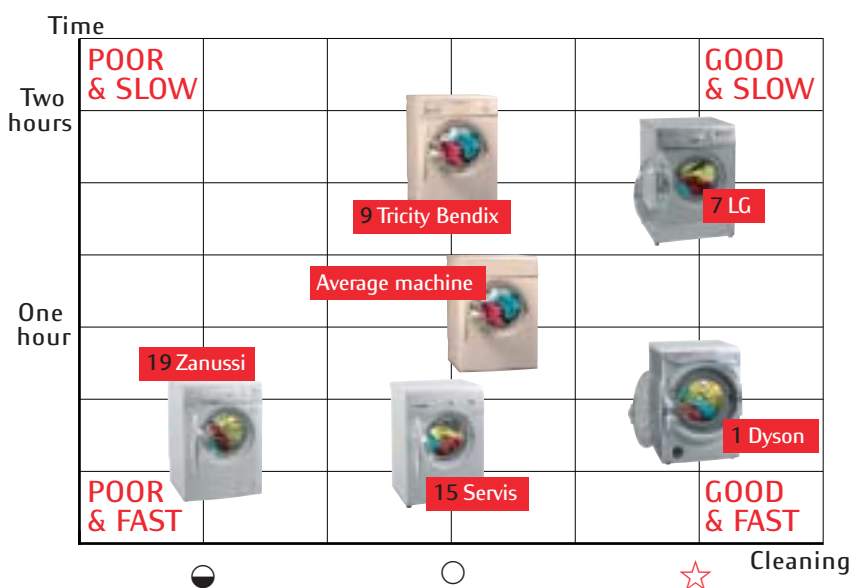 Time
POOR
& SLOW
GOOD
& SLOW
Two
hours
9 Tricity Bendix
7 LG
Average machine
One
hour
19 Zanussi
1 Dyson
15 Servis
POOR
& FAST
GOOD
& FAST
Cleaning